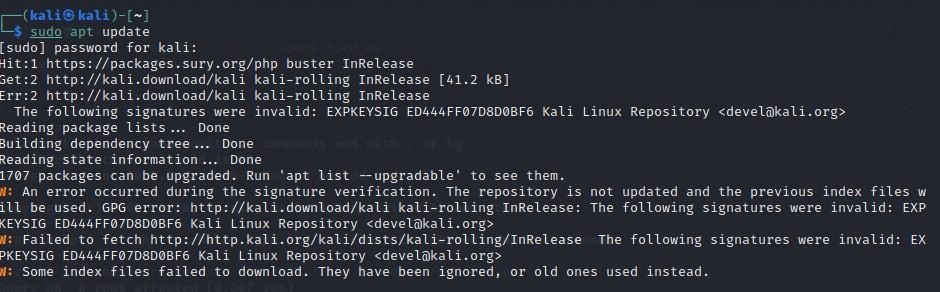 ┌──(kali㉿kali)-[~]
└─$ sudo apt update
[sudo] password for kali:
Hit:1 https://packages.sury.org/php buster InRelease
Get:2 http://kali.download/kali kali-rolling InRelease [41.2 kB]
Err:2 http://kali.download/kali kali-rolling InRelease
  The following signatures were invalid: EXPKEYSIG ED444FF07D8D0BF6 Kali Linux Repository <devel@kali.org>
Reading package lists... Done
Building dependency tree... Done
Reading state information... Done
1707 packages can be upgraded. Run 'apt list --upgradable' to see them.
W: An error occurred during the signature verification. The repository is not updated and the previous index files w
ill be used. GPG error: http://kali.download/kali kali-rolling InRelease: The following signatures were invalid: EXP
KEYSIG ED444FF07D8D0BF6 Kali Linux Repository <devel@kali.org>
W: Failed to fetch http://http.kali.org/kali/dists/kali-rolling/InRelease  The following signatures were invalid: EX
PKEYSIG ED444FF07D8D0BF6 Kali Linux Repository <devel@kali.org>
W: Some index files failed to download. They have been ignored, or old ones used instead.